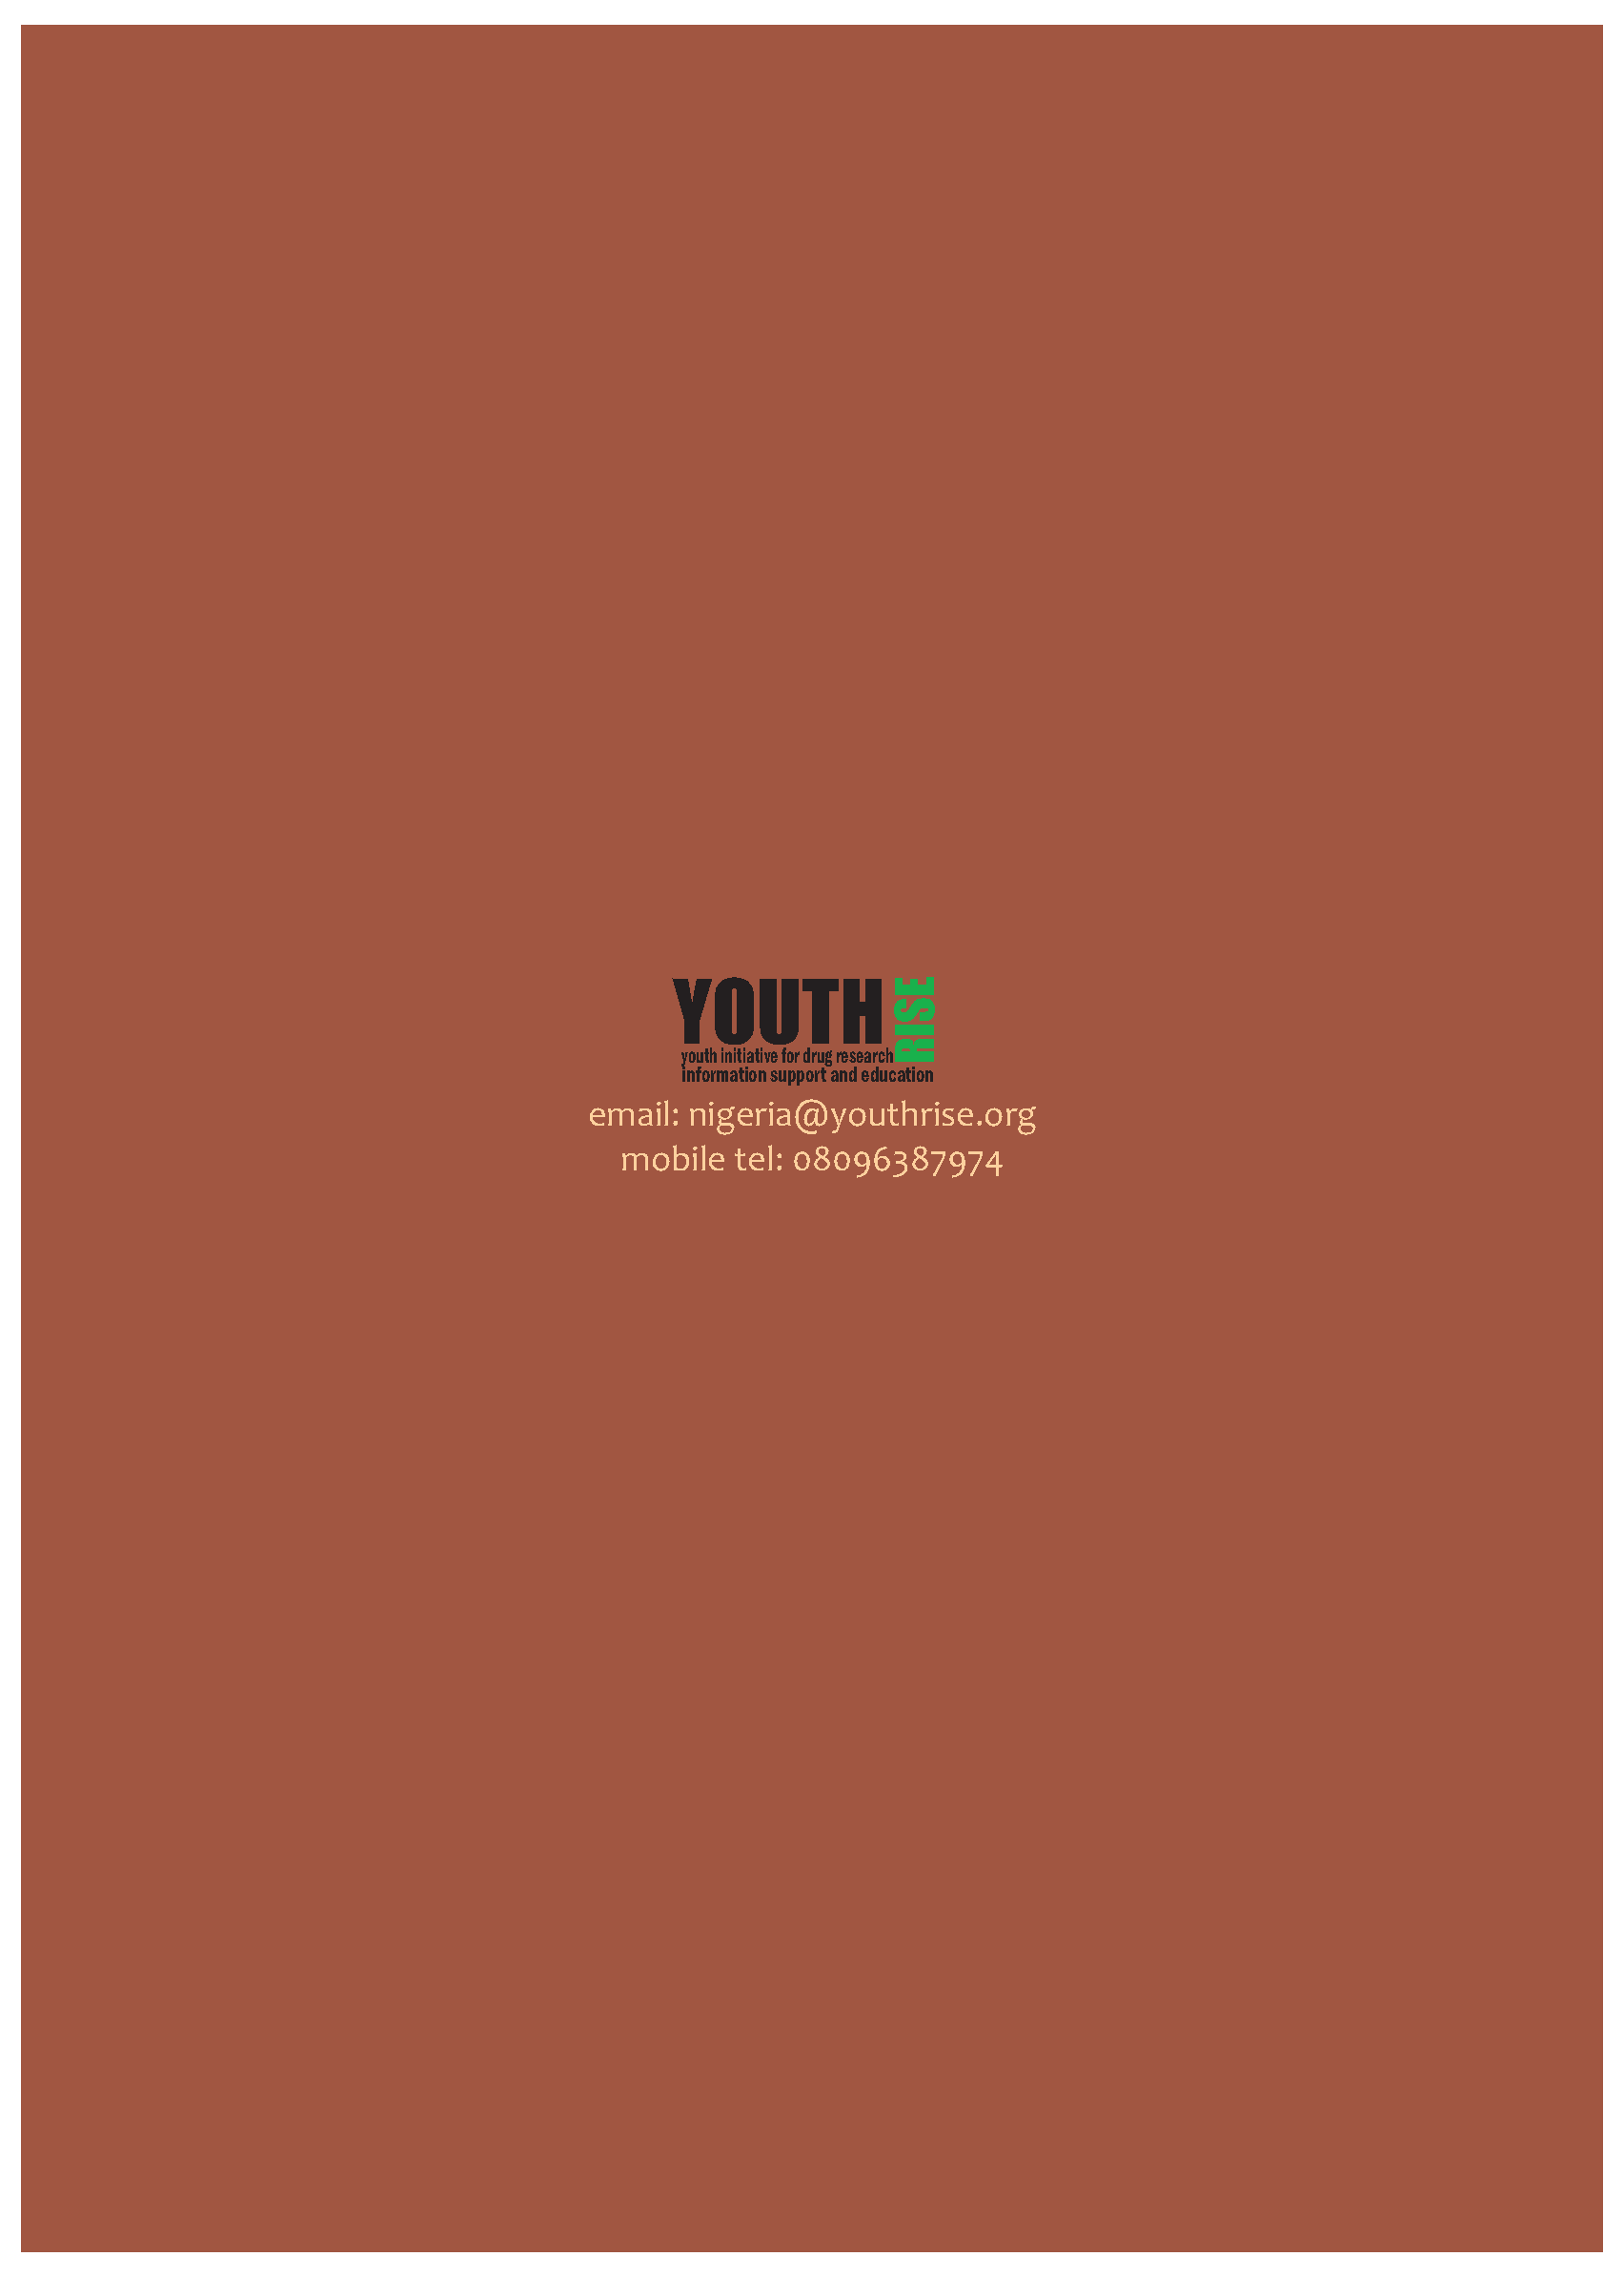 YOUTH RISE
youth initiative for drug research
information support and education
email: nigeria@youthrise.org
mobile tel: 08096387974